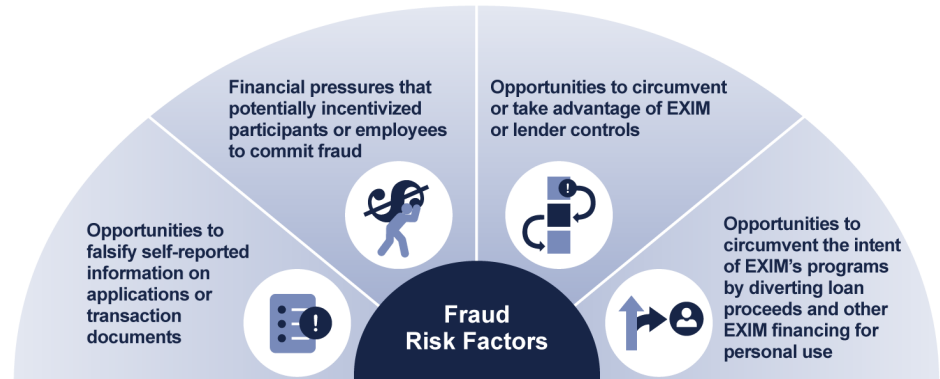 Financial pressures that
potentially incentivized
participants or employees
to commit fraud
Opportunities to circumvent
or take advantage of EXIM
or lender controls
Opportunities to
falsify self-reported
information on
applications or
transaction
documents
Opportunities to
circumvent the intent
of EXIM's programs
by diverting loan
proceeds and other
EXIM financing for
personal use
Fraud
Risk Factors